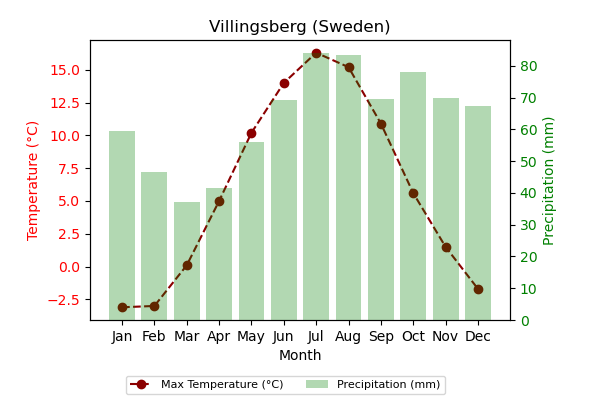 Villingsberg (Sweden)
Temperature (°C)
15.0
12.5
10.0
7.5
5.0
2.5
0.0
−2.5
80
70
60
50
40
30
20
10
0
Precipitation (mm)
Jan Feb Mar Apr May Jun Jul Aug Sep Oct Nov Dec
Month
Max Temperature (°C) Precipitation (mm)